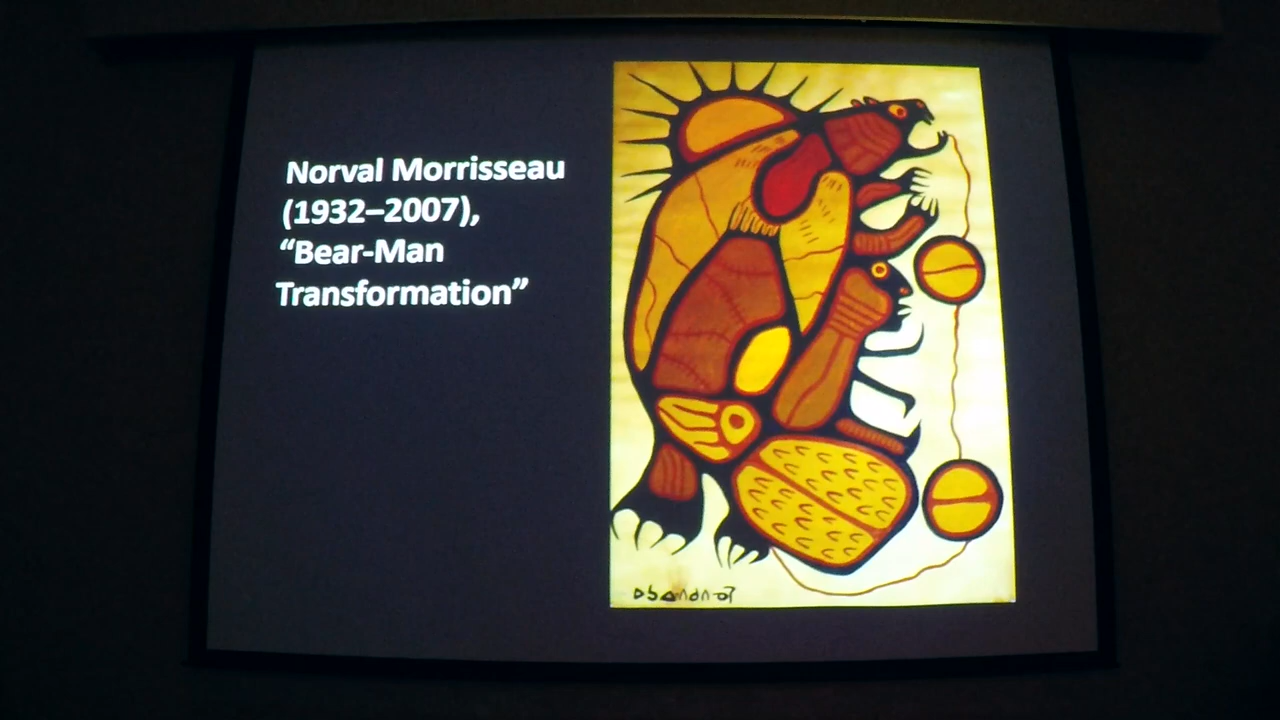 Norval Morrisseau
(1932–2007),
“Bear-Man
Transformation”